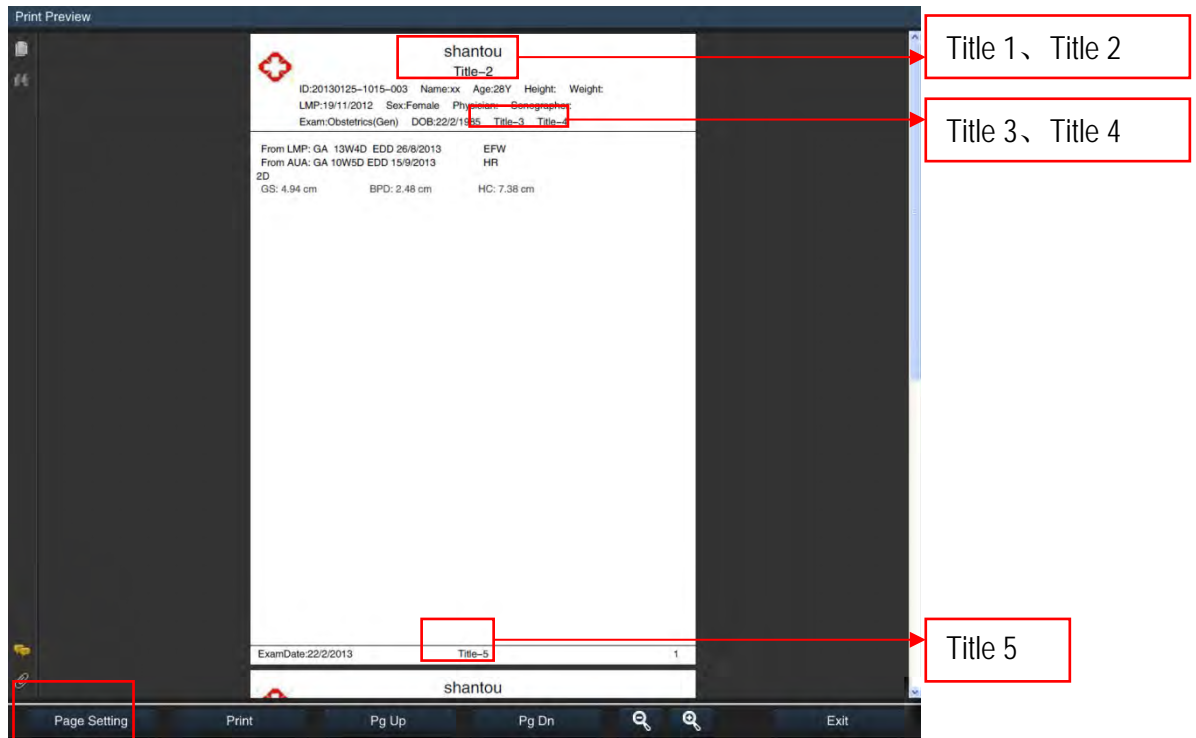 Print Preview
shantou
Title-2
ID:20130125-1015-003 Name:xx Age:28Y Height: Weight:
LMP:19/11/2012 Sex:Female Physician: Sonographer:
Exam:Obstetrics(Gen) DOB:22/2/1985 Title-3 Title-4
From LMP: GA 13W4D EDD 26/8/2013 EFW
From AUA: GA 10W5D EDD 15/9/2013 HR
2D
GS: 4.94 cm BPD: 2.48 cm HC: 7.38 cm
ExamDate:22/2/2013 Title-5 1
shantou
Page Setting Print Pg Up Pg Dn Exit
Title 1、Title 2
Title 3、Title 4
Title 5